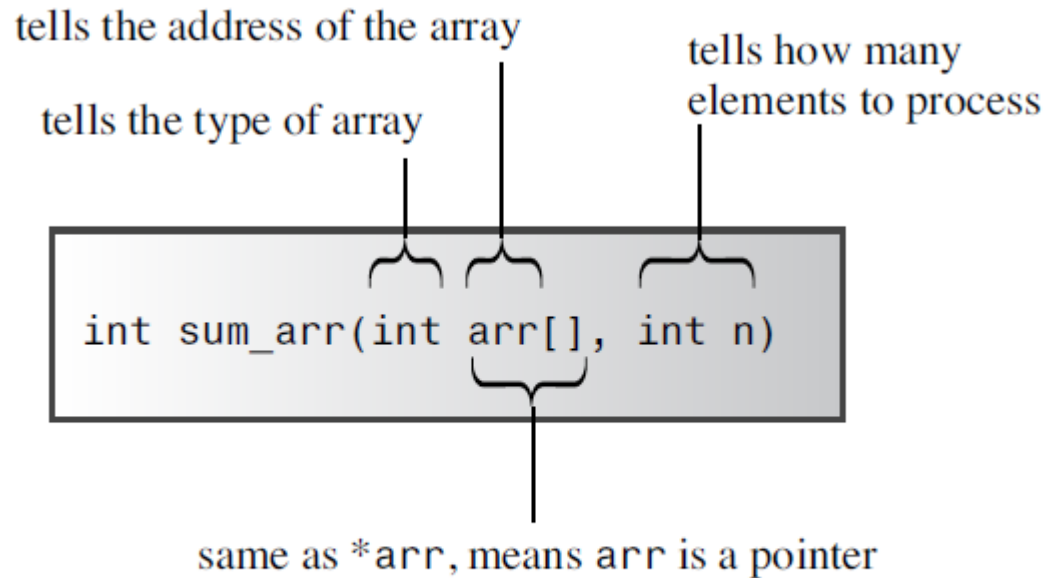 tells the address of the array
tells how many
elements to process
tells the type of array
int sum_arr(int arr[], int n)
same as *arr, means arr is a pointer